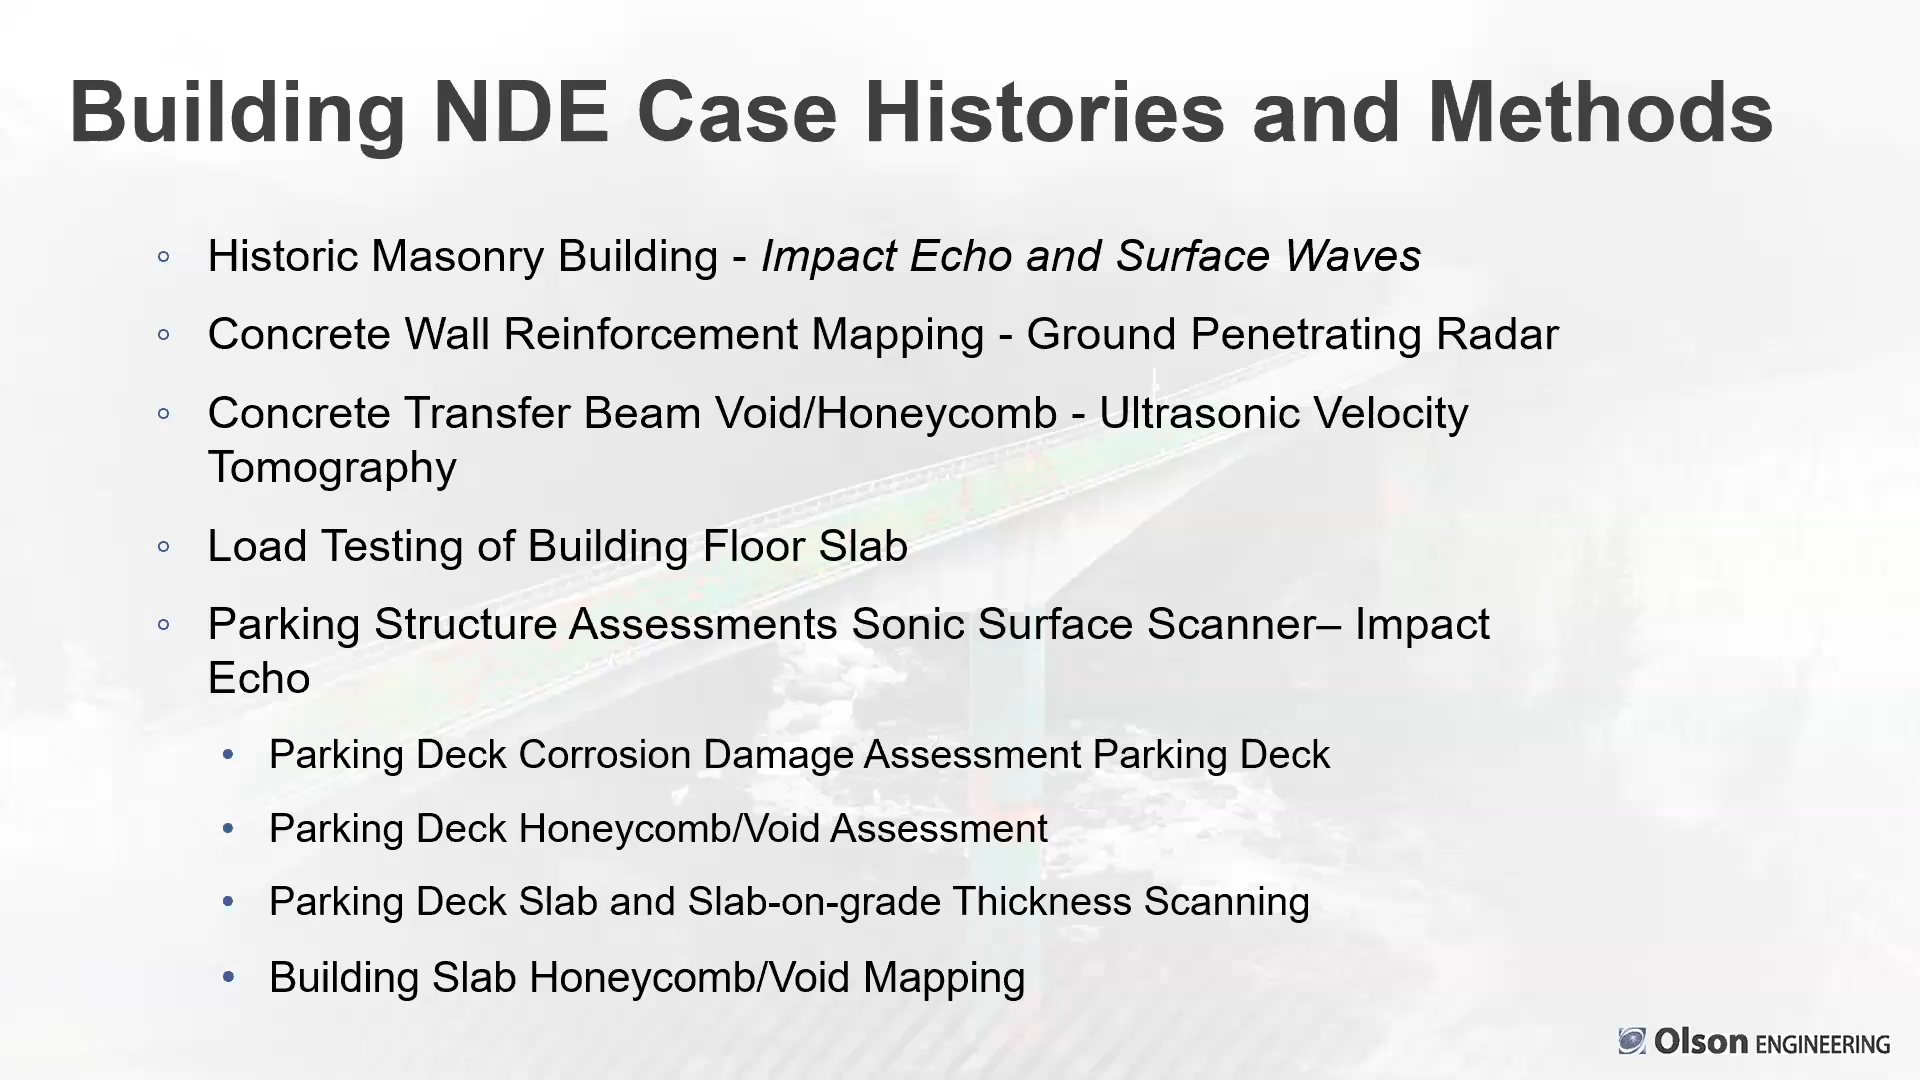 Building NDE Case Histories and Methods
Historic Masonry Building - Impact Echo and Surface Waves
Concrete Wall Reinforcement Mapping - Ground Penetrating Radar
Concrete Transfer Beam Void/Honeycomb - Ultrasonic Velocity
Tomography
Load Testing of Building Floor Slab
Parking Structure Assessments Sonic Surface Scanner– Impact
Echo
Parking Deck Corrosion Damage Assessment Parking Deck
Parking Deck Honeycomb/Void Assessment
Parking Deck Slab and Slab-on-grade Thickness Scanning
Building Slab Honeycomb/Void Mapping
Olson ENGINEERING